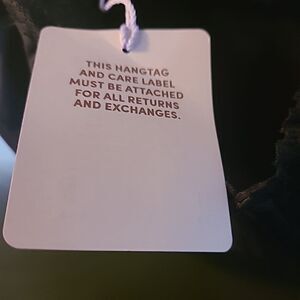 THIS HANGTAG
AND CARE LABEL
MUST BE ATTACHED
FOR ALL RETURNS
AND EXCHANGES.